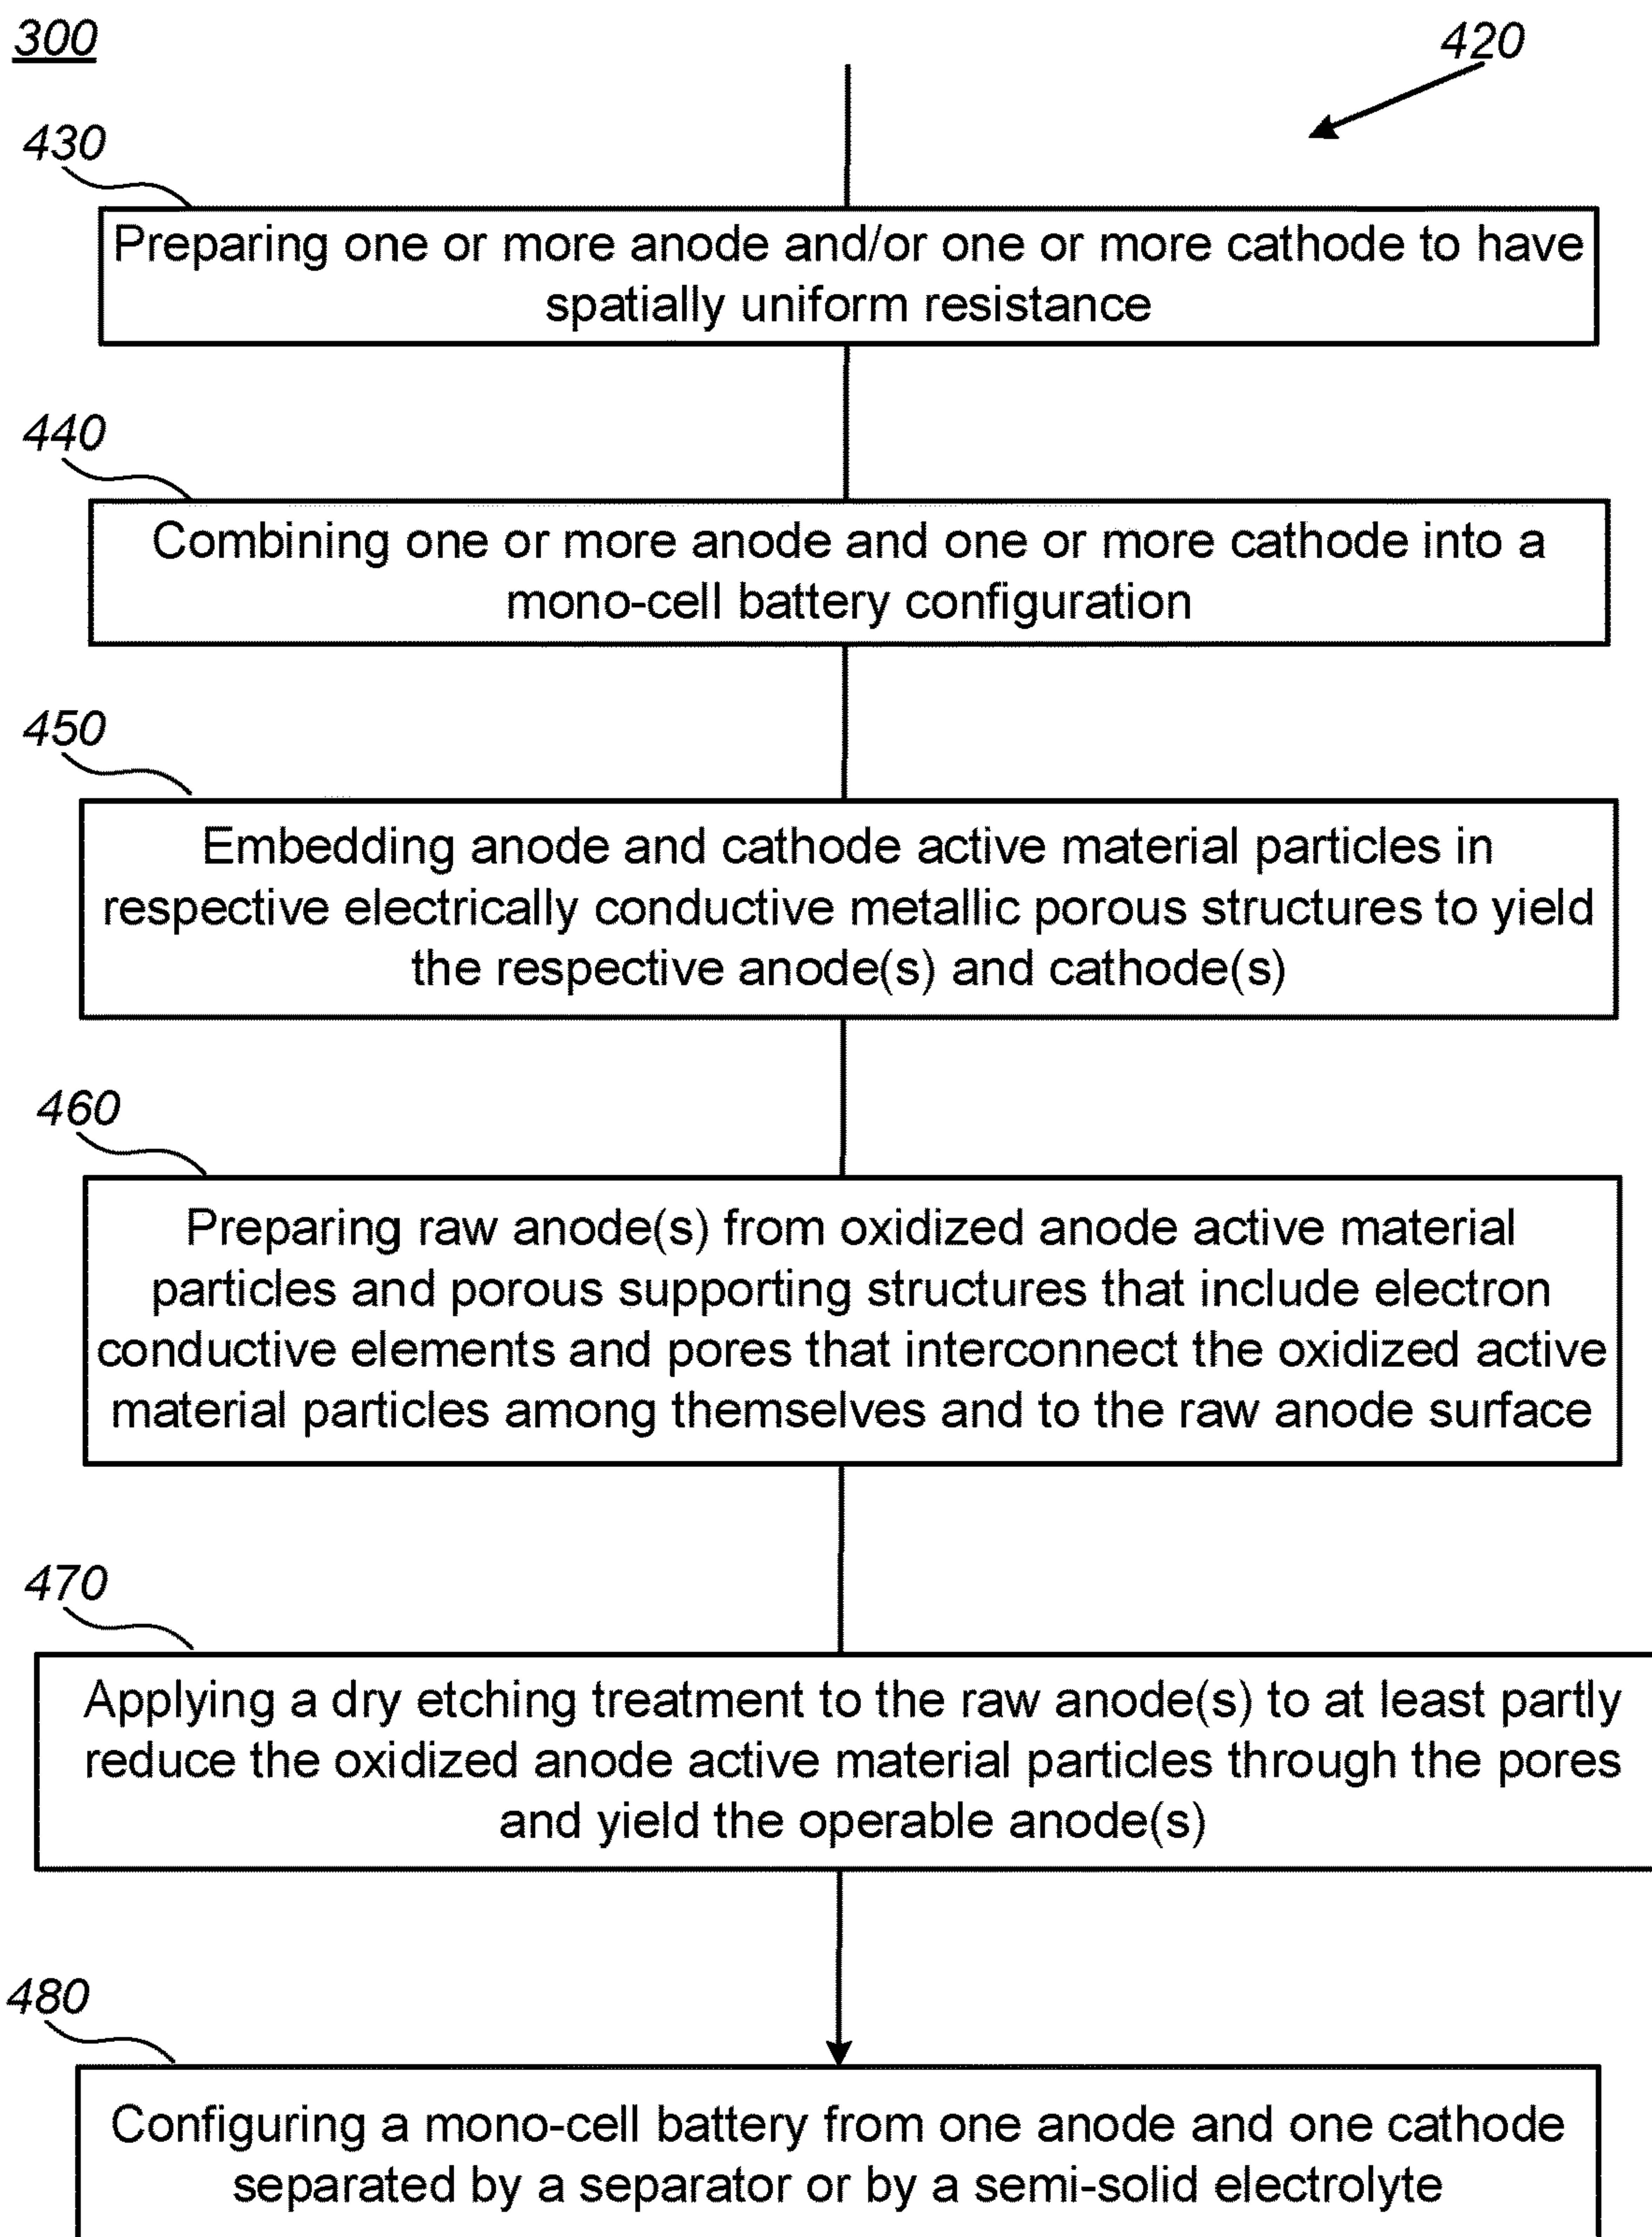 300
420
430
Preparing one or more anode and/or one or more cathode to have
spatially uniform resistance
440
Combining one or more anode and one or more cathode into a
mono-cell battery configuration
450
Embedding anode and cathode active material particles in
respective electrically conductive metallic porous structures to yield
the respective anode(s) and cathode(s)
460
Preparing raw anode(s) from oxidized anode active material
particles and porous supporting structures that include electron
conductive elements and pores that interconnect the oxidized active
material particles among themselves and to the raw anode surface
470
Applying a dry etching treatment to the raw anode(s) to at least partly
reduce the oxidized anode active material particles through the pores
and yield the operable anode(s)
480
Configuring a mono-cell battery from one anode and one cathode
separated by a separator or by a semi-solid electrolyte